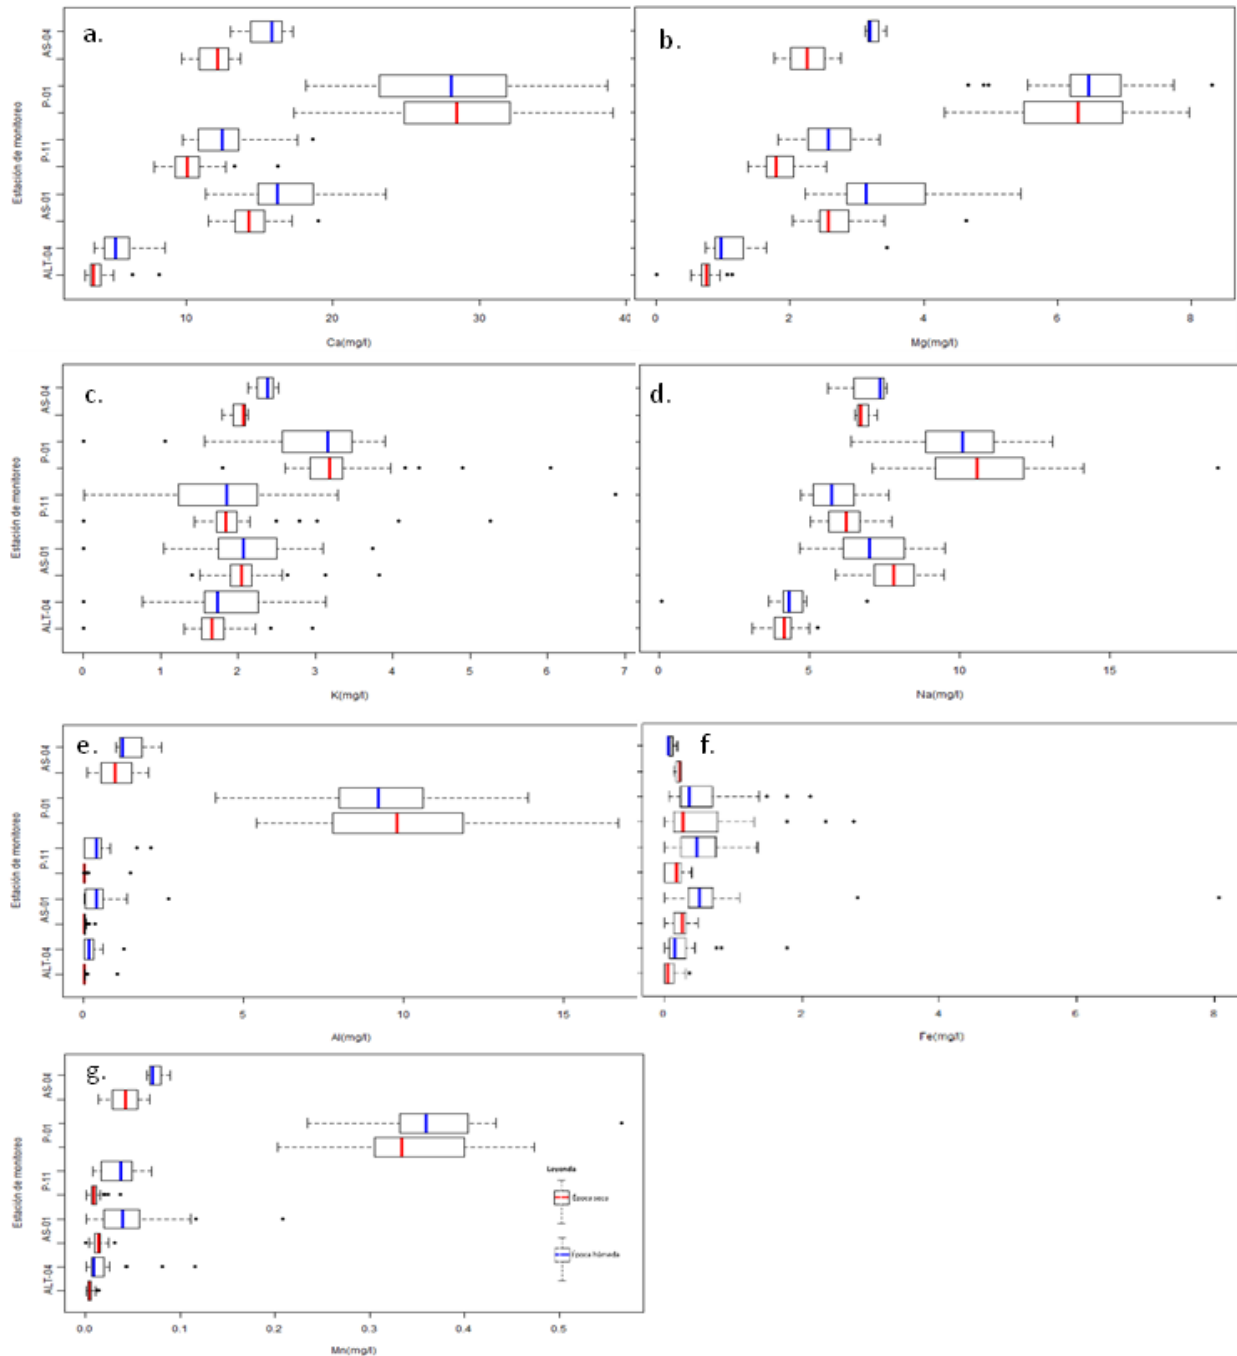 a.
Estación de monitoreo
AS-04
P-01
P-11
AS-01
ALT-04
10
20
30
40
Ca(mg/l)
b.
0
2
4
6
8
Mg(mg/l)
c.
Estación de monitoreo
AS-04
P-01
P-11
AS-01
ALT-04
0
1
2
3
4
5
6
7
K(mg/l)
d.
0
5
10
15
Na(mg/l)
e.
Estación de monitoreo
AS-04
P-01
P-11
AS-01
ALT-04
0
5
10
15
Al(mg/l)
f.
0
2
4
6
8
Fe(mg/l)
g.
Estación de monitoreo
AS-04
P-01
P-11
AS-01
ALT-04
0.0
0.1
0.2
0.3
0.4
0.5
Mn(mg/l)
Leyenda
Época seca
Época húmeda